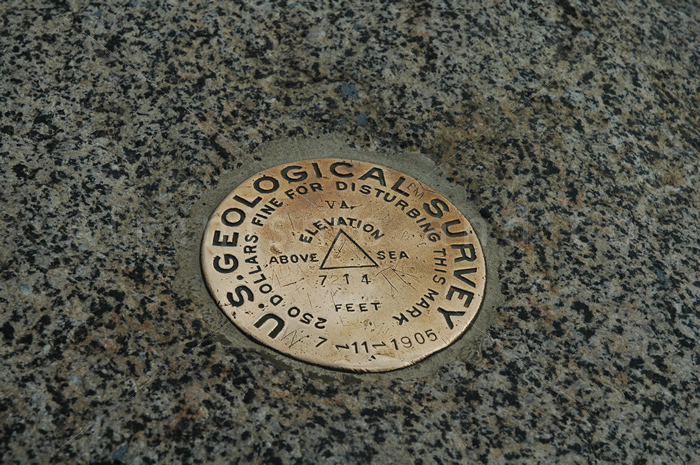 U.S. GEOLOGICAL SURVEY
250 DOLLARS FINE FOR DISTURBING THIS MARK
VA.
ELEVATION
ABOVE SEA
714
FEET
7-11-1905